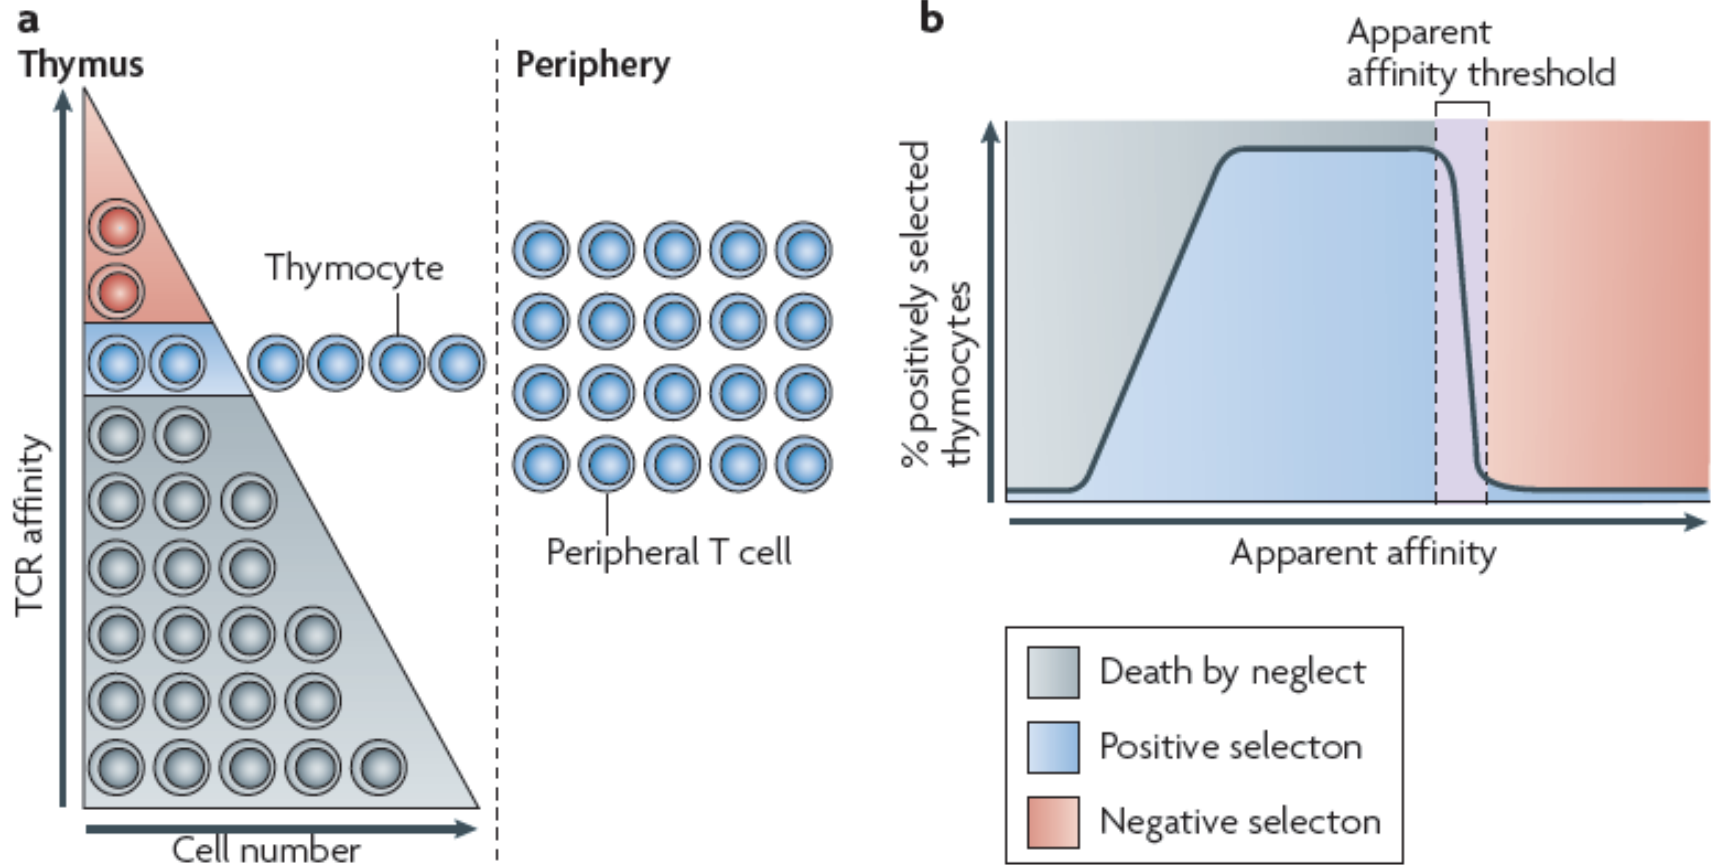 a
Thymus
Periphery
Thymocyte
TCR affinity
Peripheral T cell
Cell number
b
Apparent
affinity threshold
% positively selected
thymocytes
Apparent affinity
Death by neglect
Positive selecton
Negative selecton